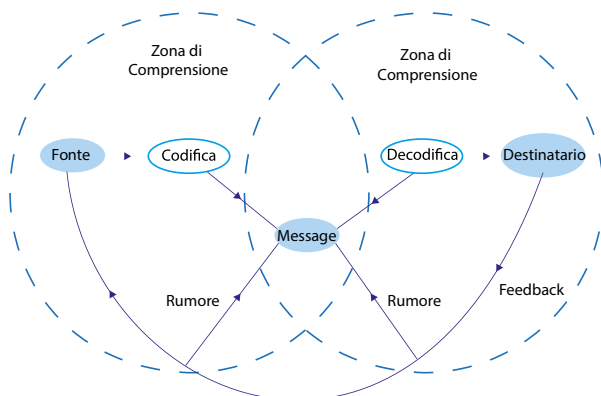 Zona di
Comprensione
Zona di
Comprensione
Fonte
Codifica
Decodifica
Destinatario
Message
Rumore
Rumore
Feedback